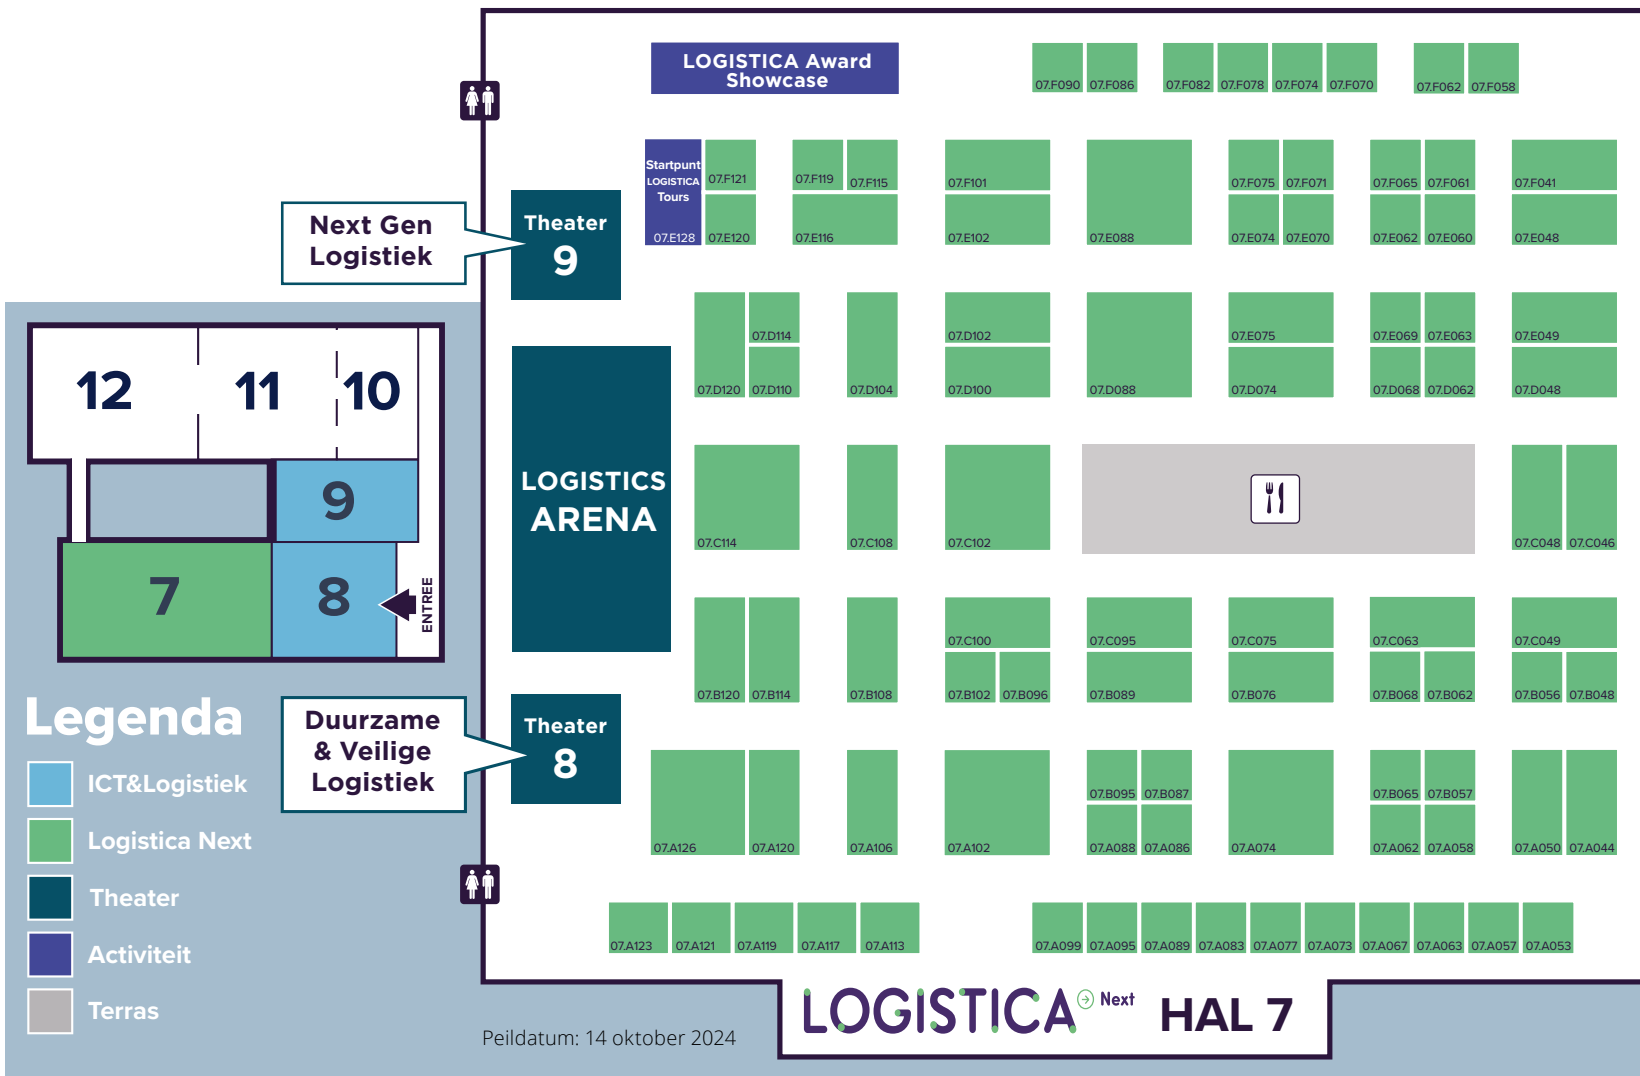 LOGISTICA Award
Showcase
07.F090 07.F086 07.F082 07.F078 07.F074 07.F070 07.F062 07.F058
Startpunt
LOGISTICA
Tours
07.E128
07.F121 07.F119 07.F115 07.F101 07.F075 07.F071 07.F065 07.F061 07.F041
07.E120 07.E116 07.E102 07.E088 07.E074 07.E070 07.E062 07.E060 07.E048
Next Gen
Logistiek
Theater
9
07.D114 07.D102 07.E075 07.E069 07.E063 07.E049
07.D120 07.D110 07.D104 07.D100 07.D088 07.D074 07.D068 07.D062 07.D048
12 11 10
9
7 8
ENTREE
LOGISTICS
ARENA
07.C114 07.C108 07.C102 07.C048 07.C046
07.C100 07.C095 07.C075 07.C063 07.C049
07.B120 07.B114 07.B108 07.B102 07.B096 07.B089 07.B076 07.B068 07.B062 07.B056 07.B048
Duurzame
& Veilige
Logistiek
Theater
8
07.B095 07.B087 07.B065 07.B057
07.A126 07.A120 07.A106 07.A102 07.A088 07.A086 07.A074 07.A062 07.A058 07.A050 07.A044
07.A123 07.A121 07.A119 07.A117 07.A113 07.A099 07.A095 07.A089 07.A083 07.A077 07.A073 07.A067 07.A063 07.A057 07.A053
Legenda
ICT&Logistiek
Logistica Next
Theater
Activiteit
Terras
Peildatum: 14 oktober 2024
LOGISTICA Next HAL 7